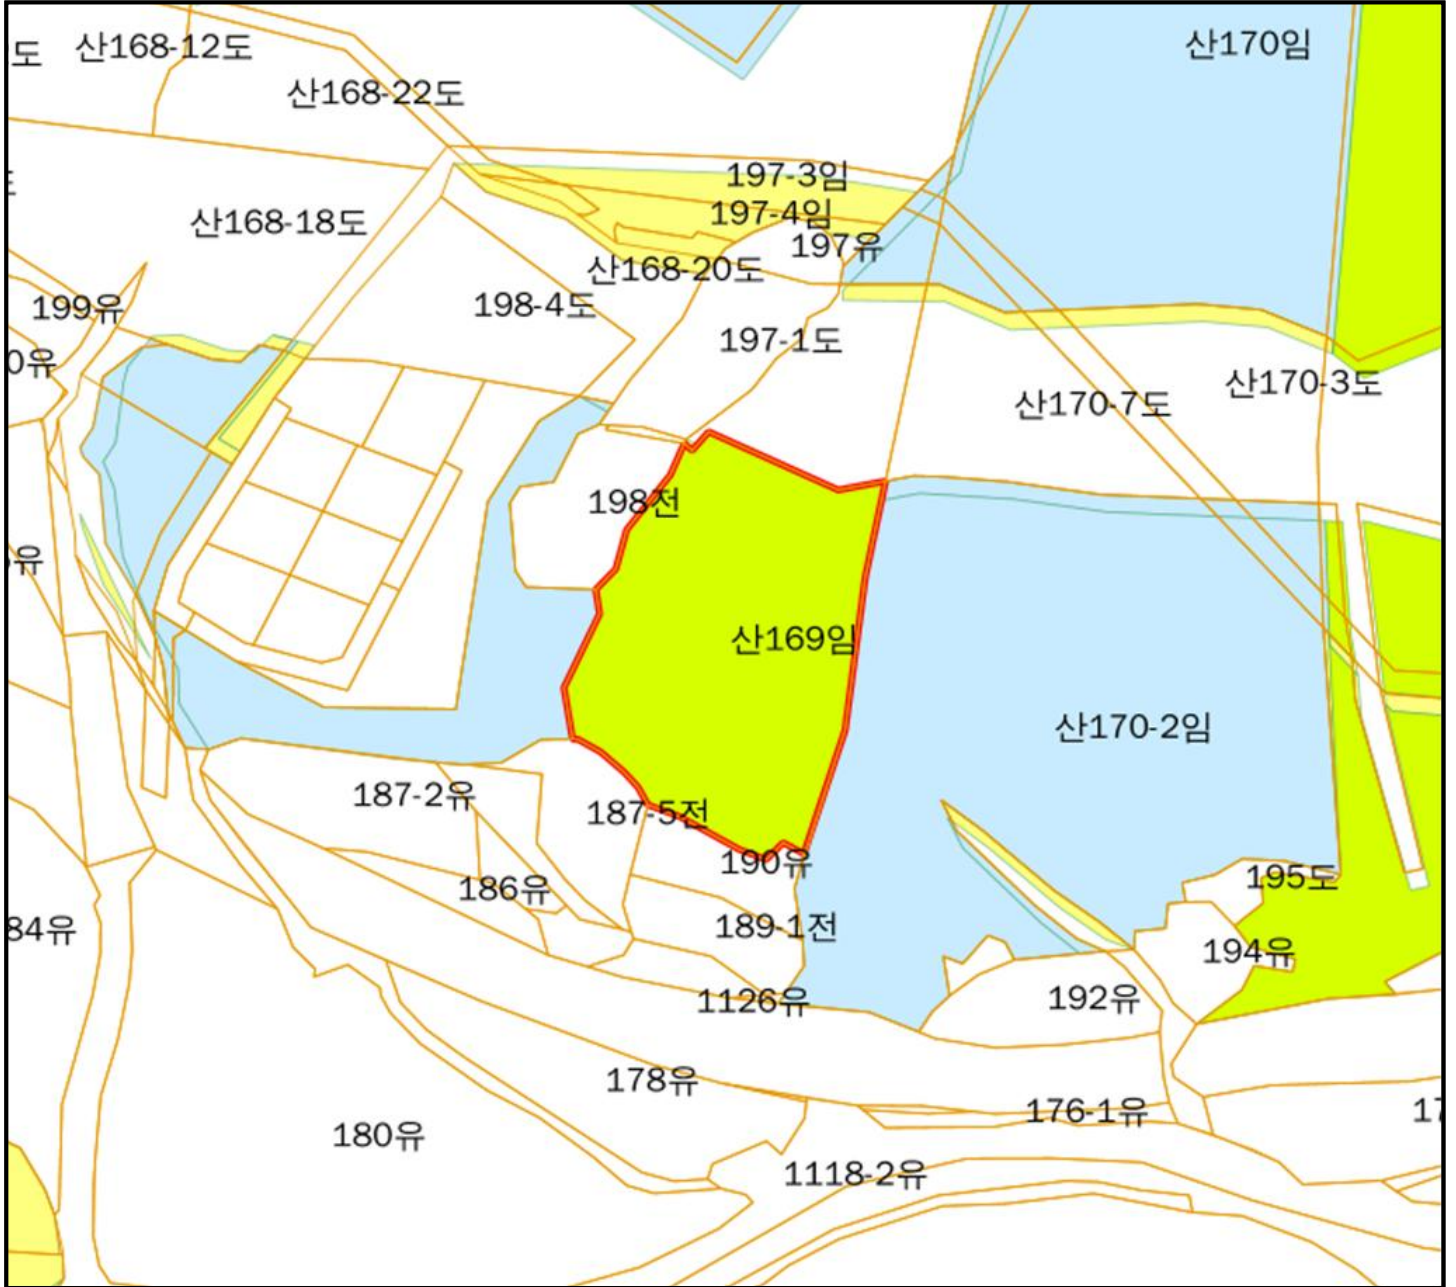 산170임
도
산168-12도
산168-22도
197-3임
197-4임
산168-18도
197유
산168-20도
198-4도
199유
197-1도
0유
산170-3도
산170-7도
198전
유
산169임
산170-2임
187-2유
187-5전
190유
195도
186유
189-1전
84유
194유
192유
1126유
178유
176-1유
17
180유
1118-2유